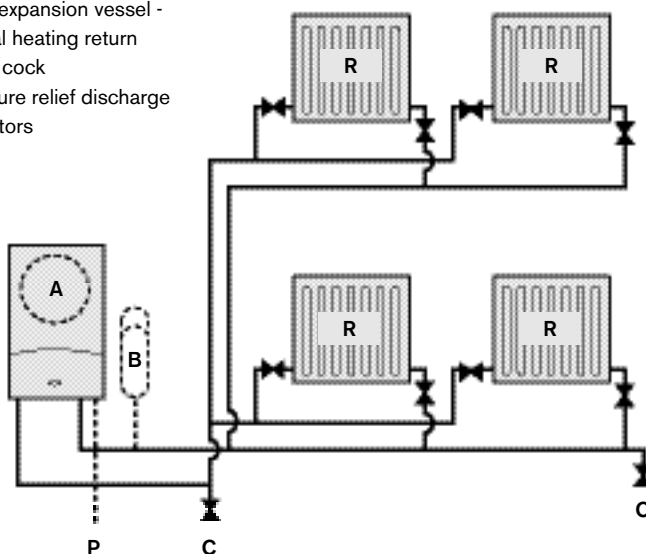 expansion vessel -
al heating return
cock
ure relief discharge
tors
R
R
A
B
R
R
P
C
C